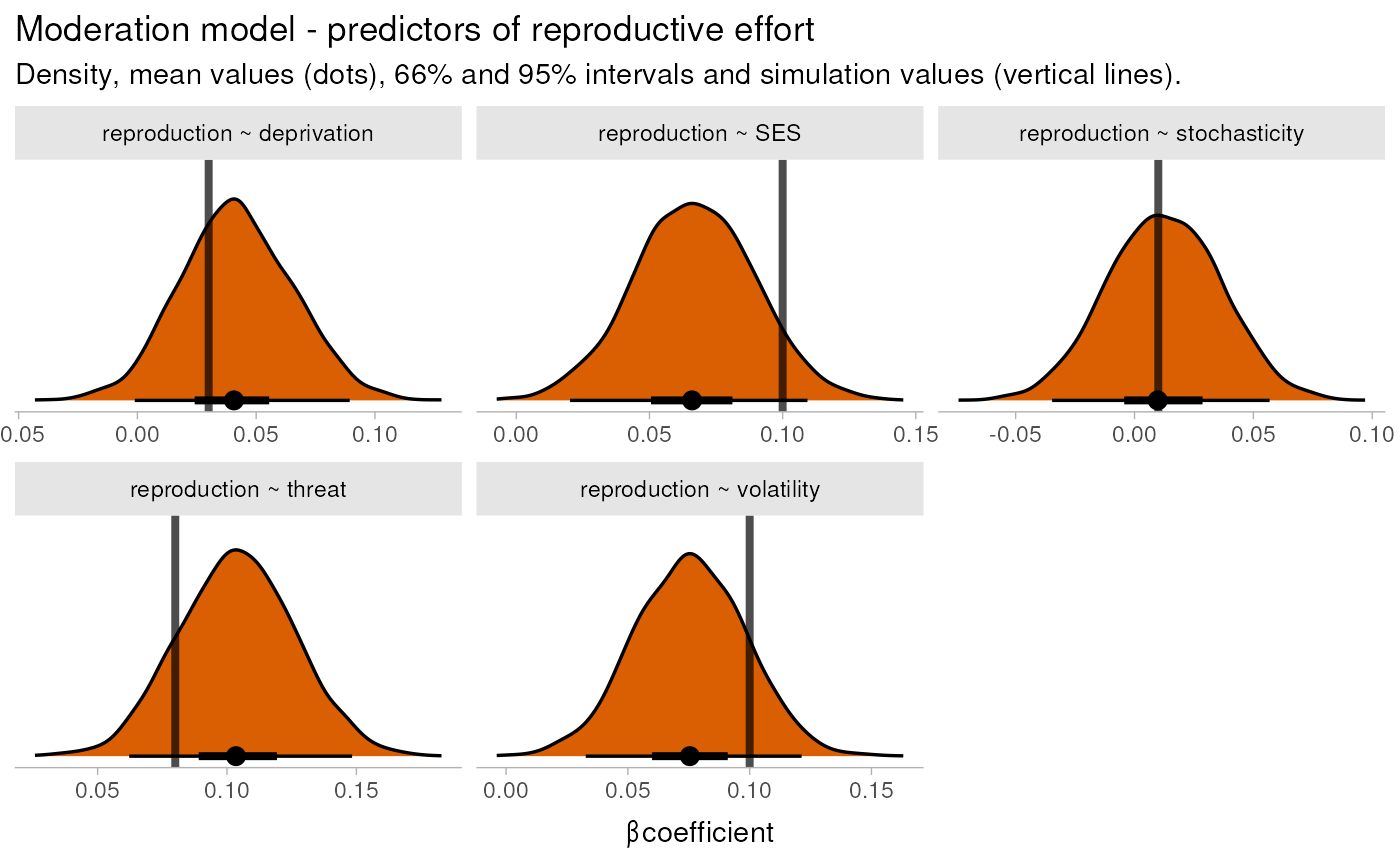 Moderation model - predictors of reproductive effort
Density, mean values (dots), 66% and 95% intervals and simulation values (vertical lines).
reproduction ~ deprivation
reproduction ~ SES
reproduction ~ stochasticity
0.05 0.00 0.05 0.10
0.00 0.05 0.10 0.15
-0.05 0.00 0.05 0.10
reproduction ~ threat
reproduction ~ volatility
0.05 0.10 0.15
0.00 0.05 0.10 0.15
βcoefficient